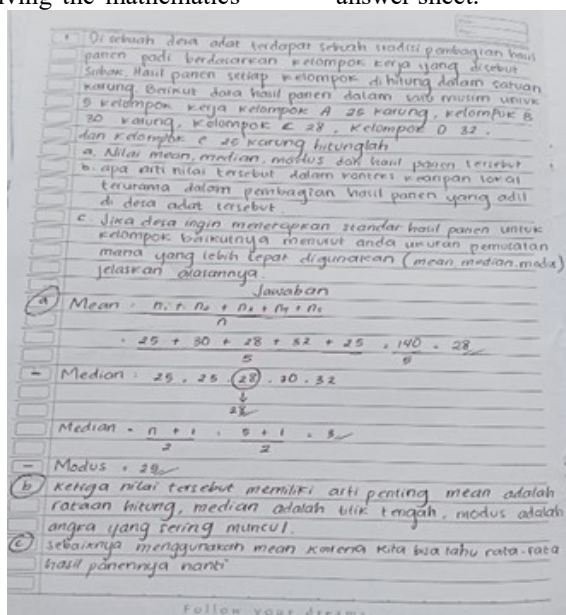 ving the mathematics answer sheet.
1 Di sebuah desa adat terdapat sebuah tradisi pembagian hasil
panen padi berdasarkan kelompok kerja yang disebut
Subak. Hasil panen setiap kelompok dihitung dalam satuan
karung. Berikut data hasil panen dalam satu musim untuk
5 kelompok kerja kelompok A 25 karung, kelompok B
30 karung, kelompok C 28, kelompok D 32,
dan kelompok E 25 karung hitunglah
a. Nilai mean, median, modus dan hasil panen tersebut
b. apa arti nilai tersebut dalam konteks kearipan lokal
terutama dalam pembagian hasil panen yang adil
di desa adat tersebut.
c. Jika desa ingin menetapkan standar hasil panen untuk
kelompok baikutnya menurut anda ukuran pemusatan
mana yang lebih tepat digunakan (mean, median, modus)
jelaskan alasannya.
Jawaban
a Mean = n₁ + n₂ + n₃ + n₄ + n₅
n
= 25 + 30 + 28 + 32 + 25 = 140 = 28
5 5
- Median : 25, 25, 28, 30, 32
28
Median = n + 1 = 5 + 1 = 3
2 2
- Modus =
b ketiga nilai tersebut memiliki arti penting mean adalah
rataan hitung, median adalah titik tengah, modus adalah
angka yang sering muncul.
c sebaiknya menggunakan mean karena kita bisa tahu rata-rata
hasil panennya nanti
Follow your dreams